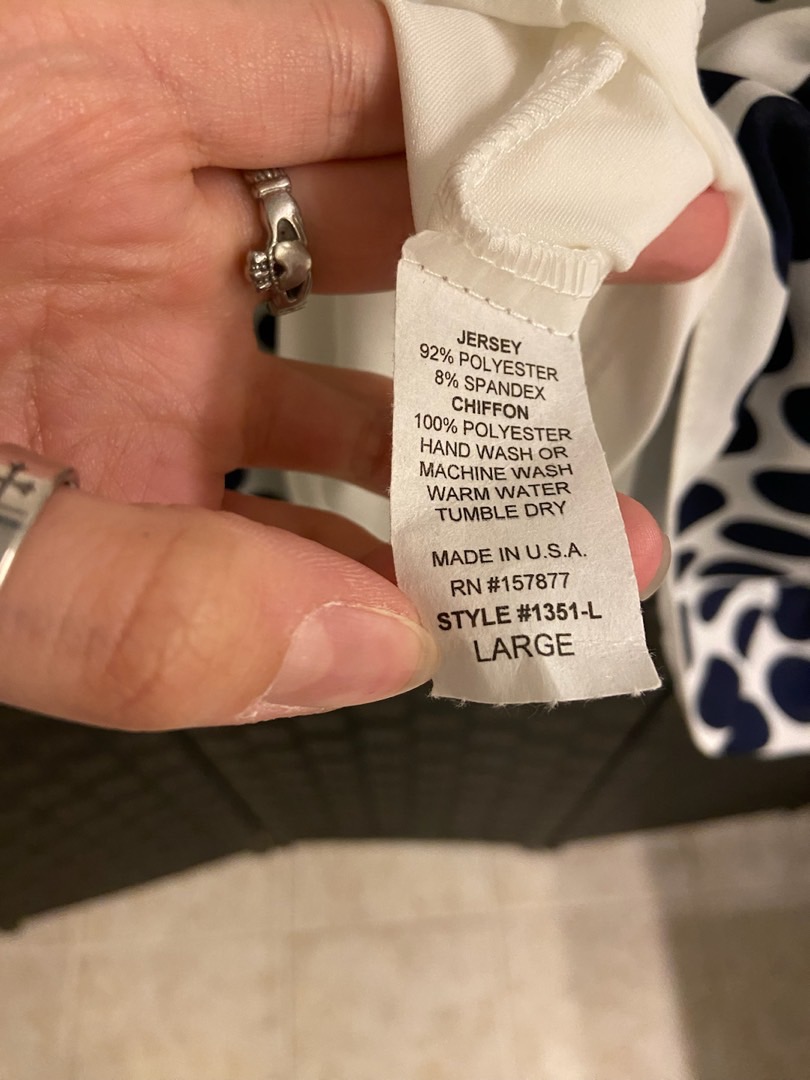 JERSEY
92% POLYESTER
8% SPANDEX
CHIFFON
100% POLYESTER
HAND WASH OR
MACHINE WASH
WARM WATER
TUMBLE DRY
MADE IN U.S.A.
RN #157877
STYLE #1351-L
LARGE